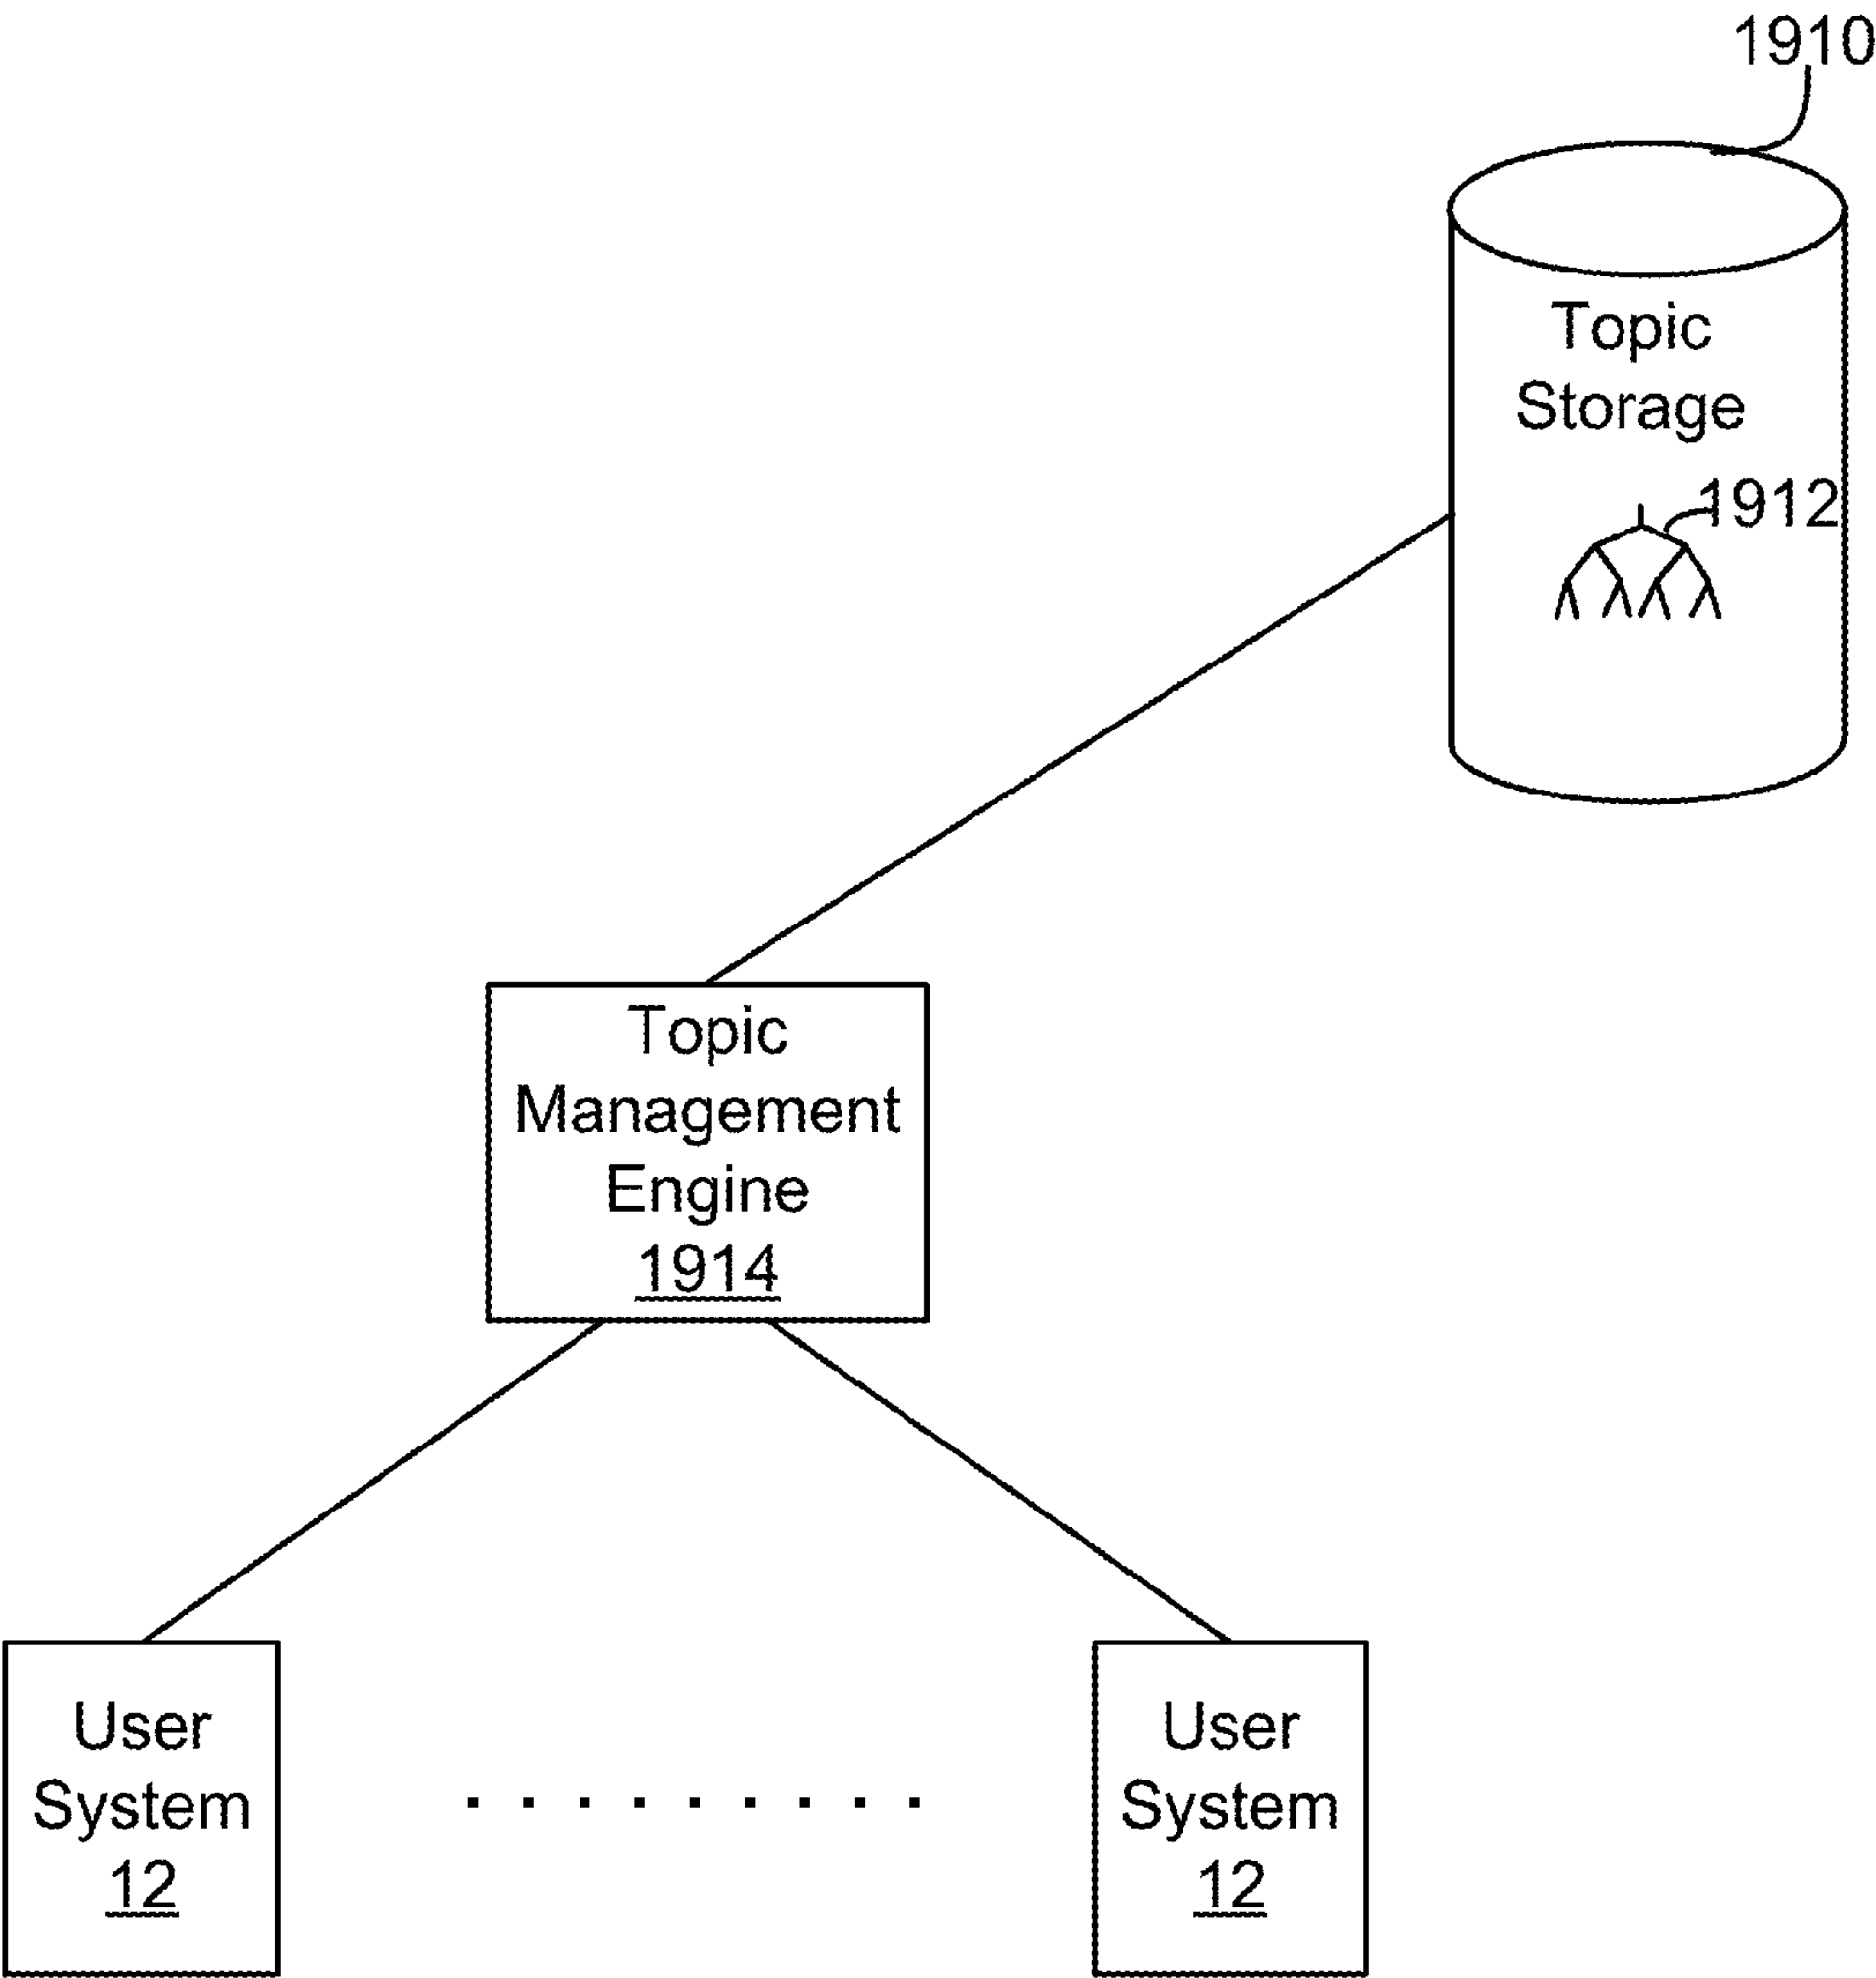 1910
Topic
Storage
1912
Topic
Management
Engine
1914
User
System
12
User
System
12